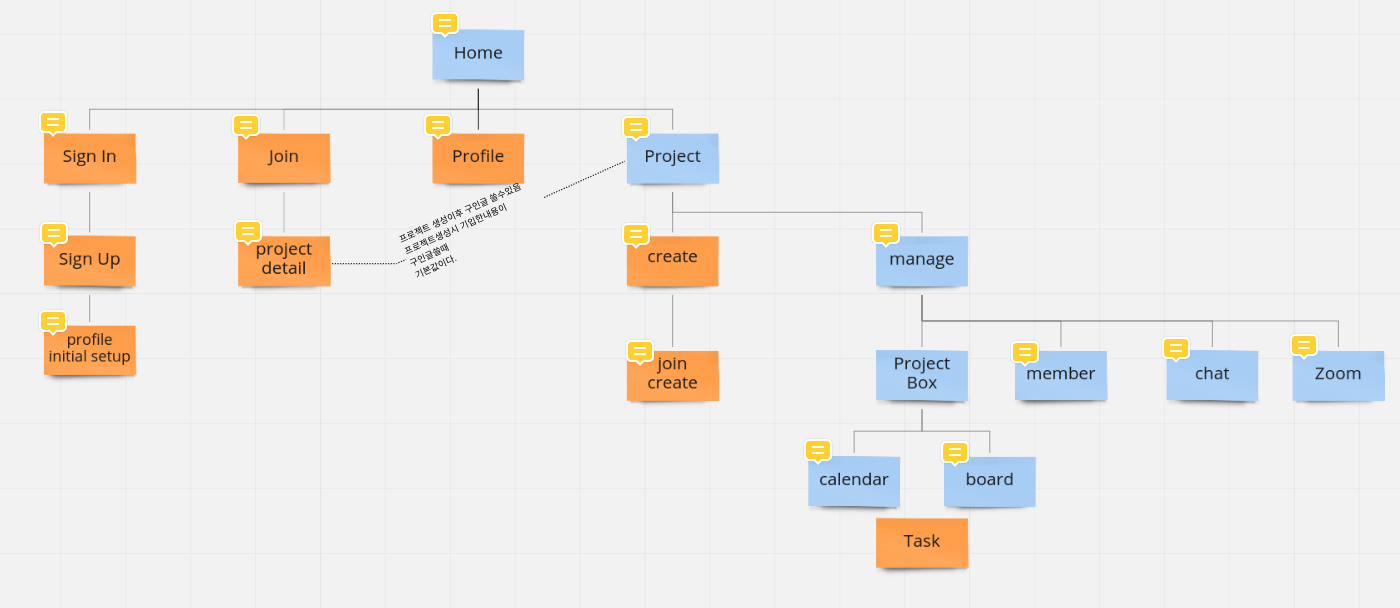 Home
Sign In
Join
Profile
Project
프로젝트 생성이후 구인글 쓸수있음
프로젝트생성시 기입한내용이
구인글쓸때
기본값이다.
Sign Up
project
detail
create
manage
profile
initial setup
join
create
Project
Box
member
chat
Zoom
calendar
board
Task